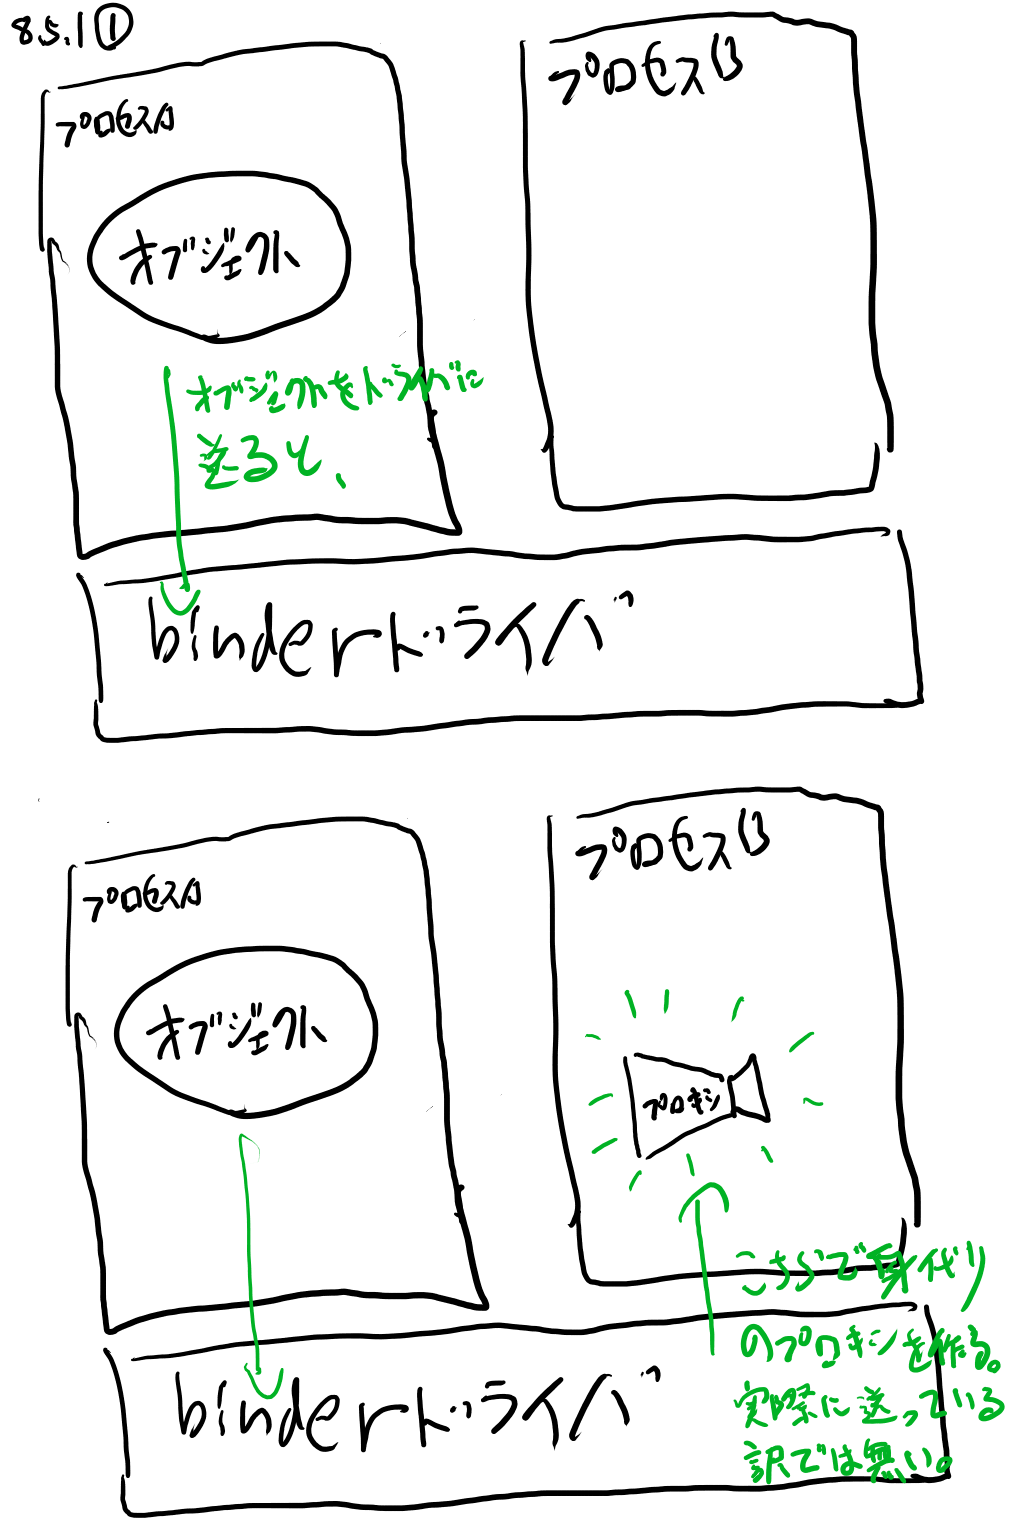 8.5.1 ①
プロセスA
プロセスB
オブジェクト
オブジェクトをドライバに
送ると、
binderドライバ
プロセスA
プロセスB
オブジェクト
プロキシ
こちらで身代り
のプロキシを作る。
実際に送っている
訳では無い。
binderドライバ